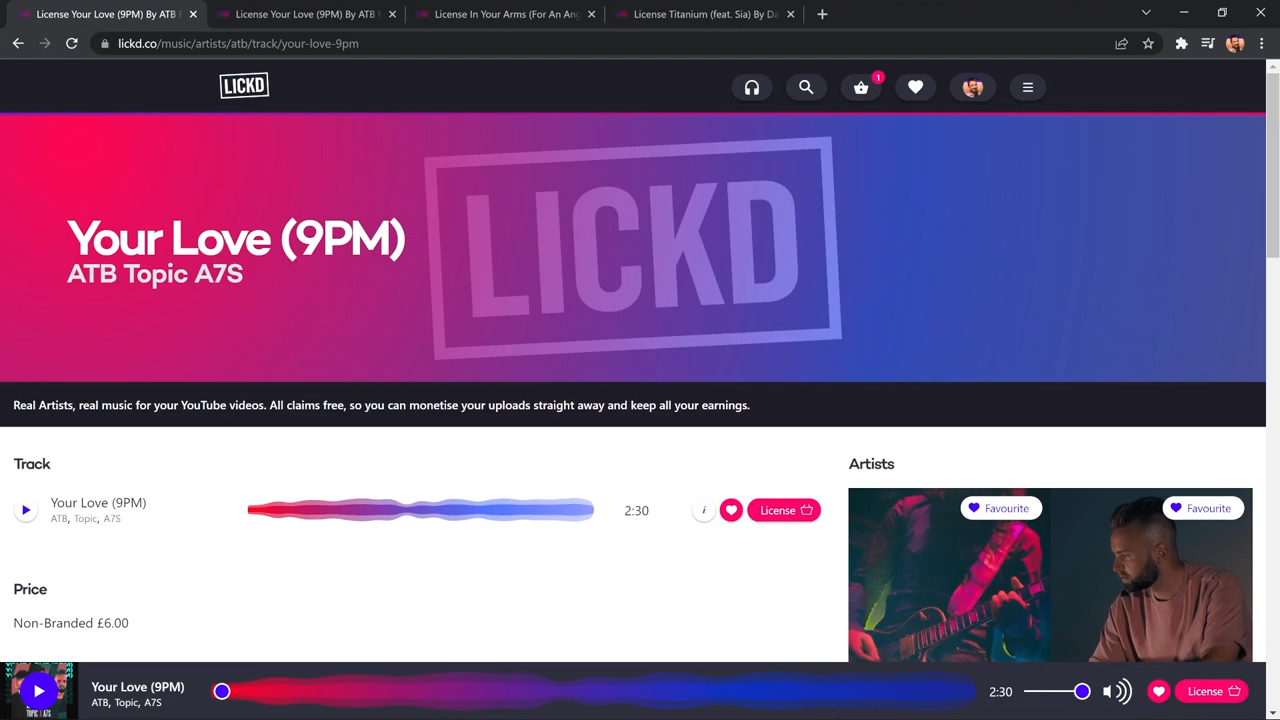 License Your Love (9PM) By ATB F
License Your Love (9PM) By ATB F
License In Your Arms (For An Ang
License Titanium (feat. Sia) By Da
lickd.co/music/artists/atb/track/your-love-9pm
LICKD
1
LICKD
Your Love (9PM)
ATB Topic A7S
Real Artists, real music for your YouTube videos. All claims free, so you can monetise your uploads straight away and keep all your earnings.
Track
Artists
Your Love (9PM)
ATB, Topic, A7S
2:30
i
License
Favourite
Favourite
Price
Non-Branded £6.00
Your Love (9PM)
ATB, Topic, A7S
2:30
License